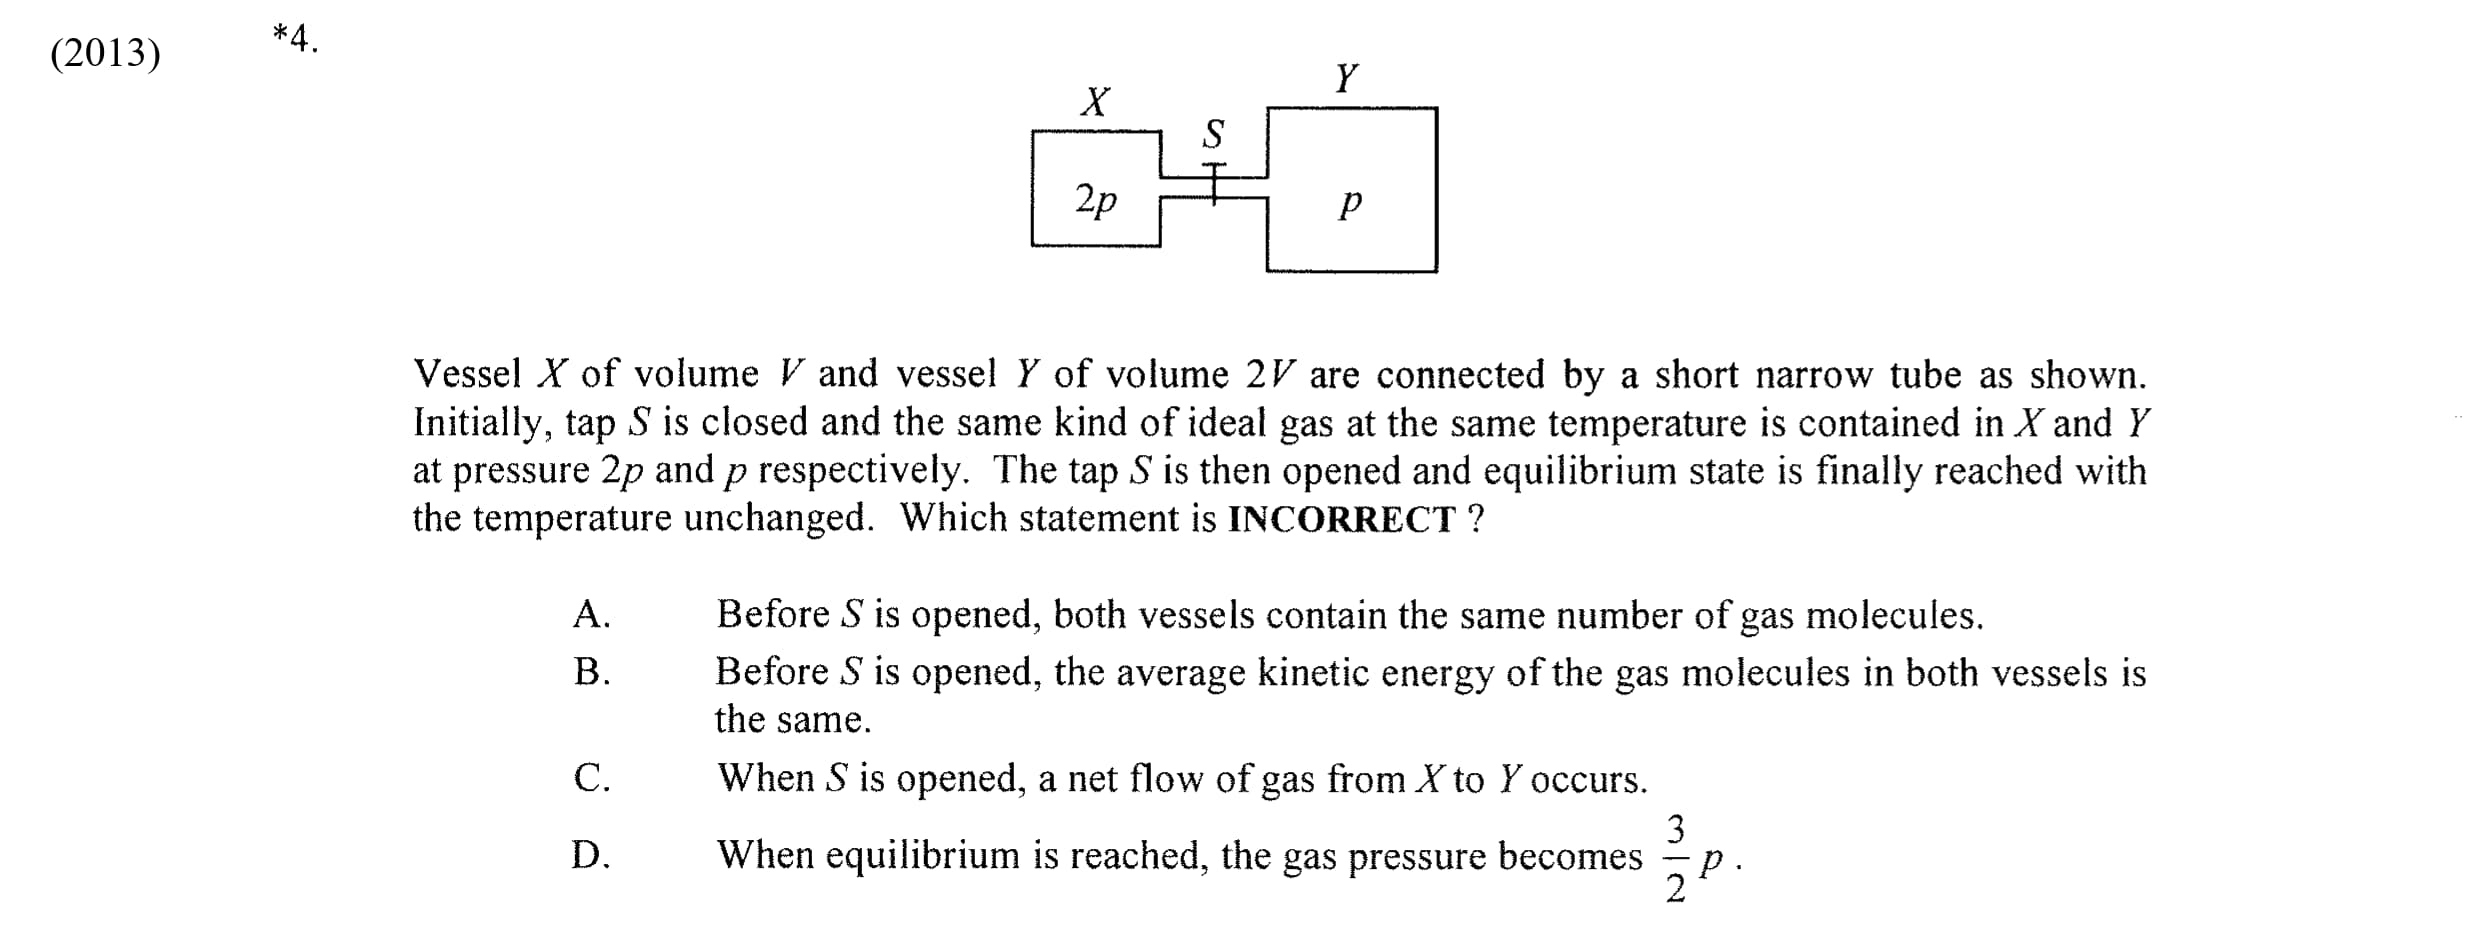 (2013)
*4.
Y
X
S
2p
p
Vessel X of volume V and vessel Y of volume 2V are connected by a short narrow tube as shown.
Initially, tap S is closed and the same kind of ideal gas at the same temperature is contained in X and Y
at pressure 2p and p respectively. The tap S is then opened and equilibrium state is finally reached with
the temperature unchanged. Which statement is INCORRECT ?
A. Before S is opened, both vessels contain the same number of gas molecules.
B. Before S is opened, the average kinetic energy of the gas molecules in both vessels is
the same.
C. When S is opened, a net flow of gas from X to Y occurs.
D. When equilibrium is reached, the gas pressure becomes 3/2 p .